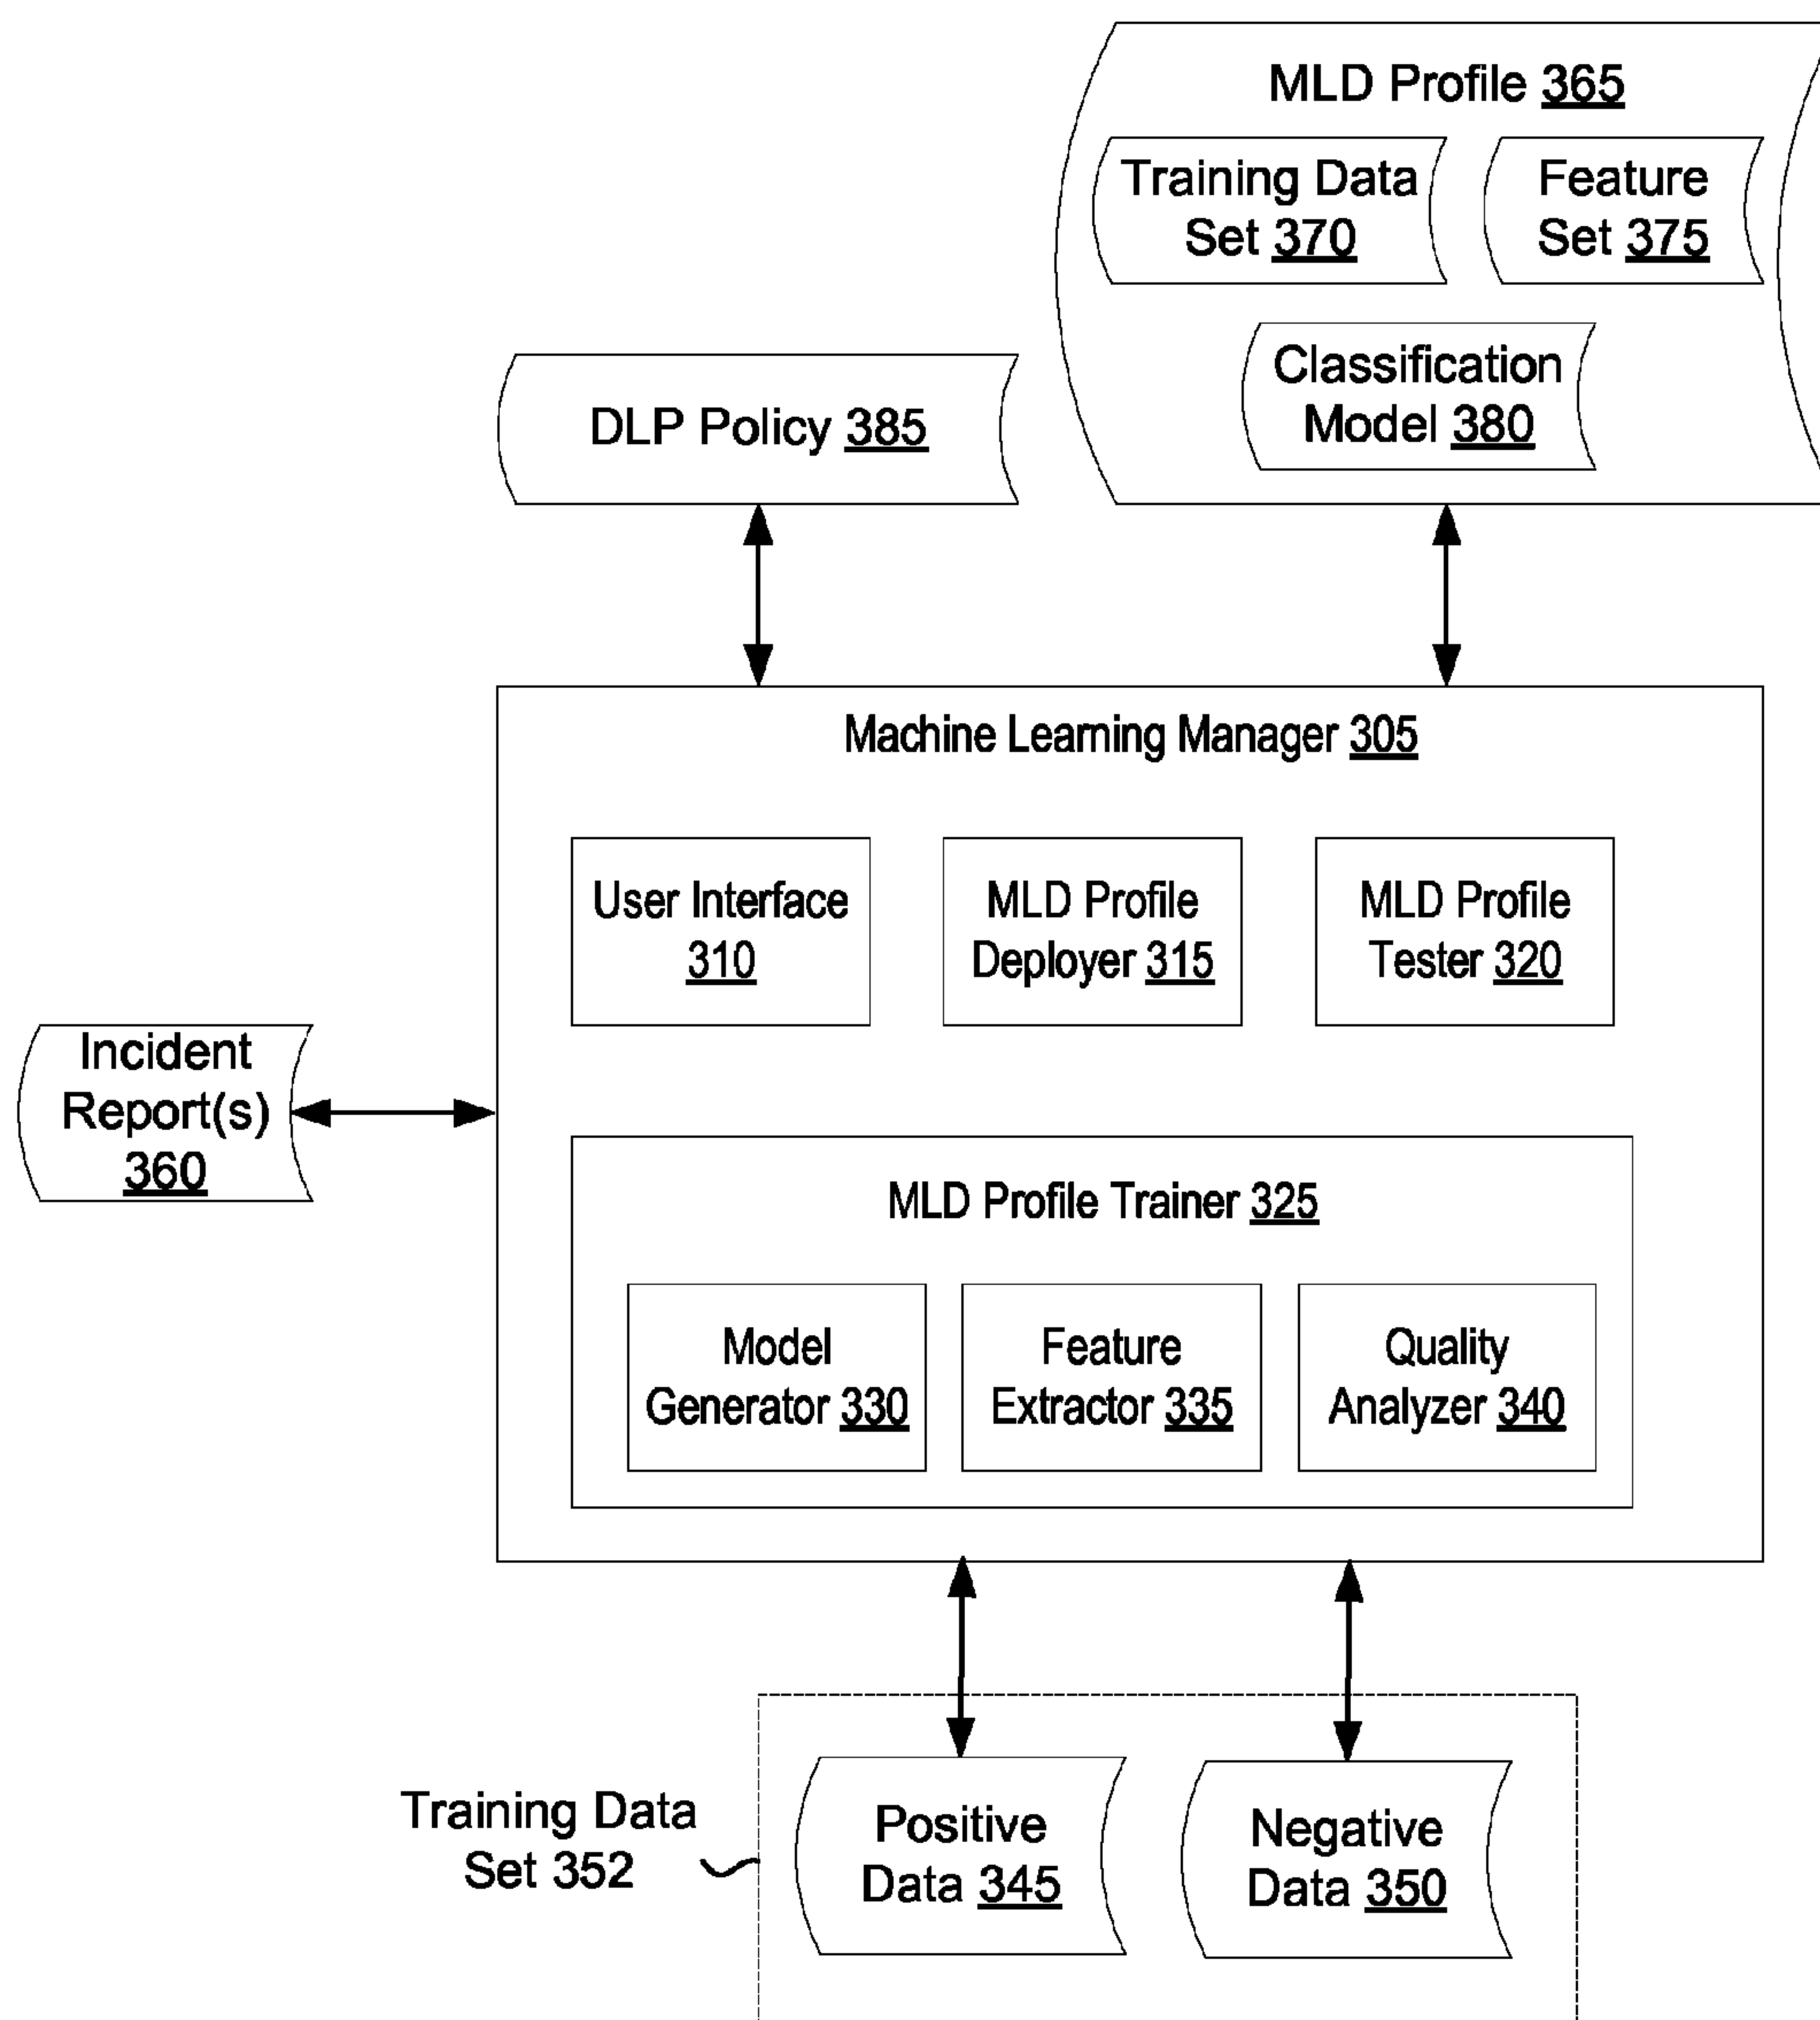 MLD Profile 365
Training Data
Set 370
Feature
Set 375
Classification
Model 380
DLP Policy 385
Machine Learning Manager 305
User Interface
310
MLD Profile
Deployer 315
MLD Profile
Tester 320
Incident
Report(s)
360
MLD Profile Trainer 325
Model
Generator 330
Feature
Extractor 335
Quality
Analyzer 340
Training Data
Set 352
Positive
Data 345
Negative
Data 350